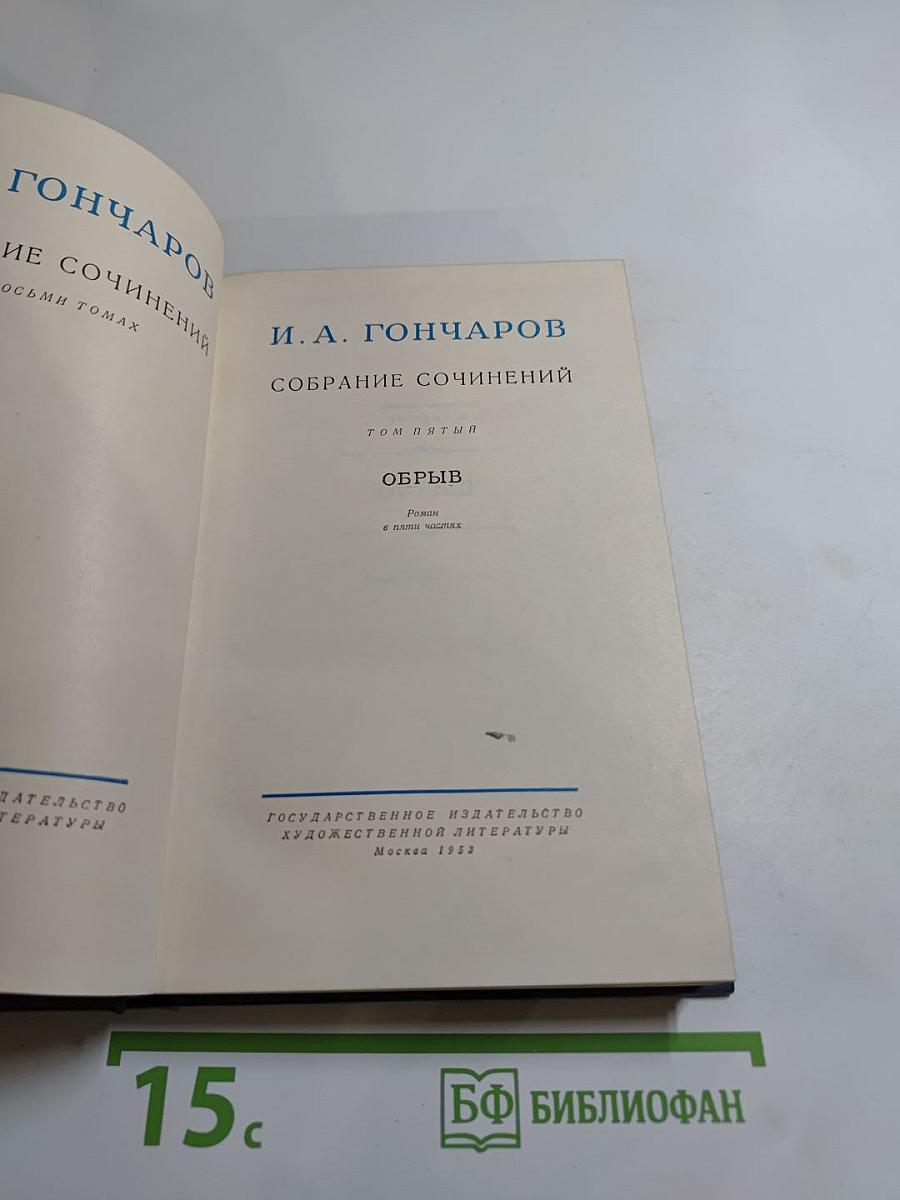 ГОНЧАРОВ
ИЕ СОЧИНЕНИЙ
ОСЬМИ ТОМАХ
ДАТЕЛЬСТВО
ТЕРАТУРЫ
И. А. ГОНЧАРОВ
СОБРАНИЕ СОЧИНЕНИЙ
ТОМ ПЯТЫЙ
ОБРЫВ
Роман
в пяти частях
ГОСУДАРСТВЕННОЕ ИЗДАТЕЛЬСТВО
ХУДОЖЕСТВЕННОЙ ЛИТЕРАТУРЫ
Москва 1953
15 с
БФ БИБЛИОФАН